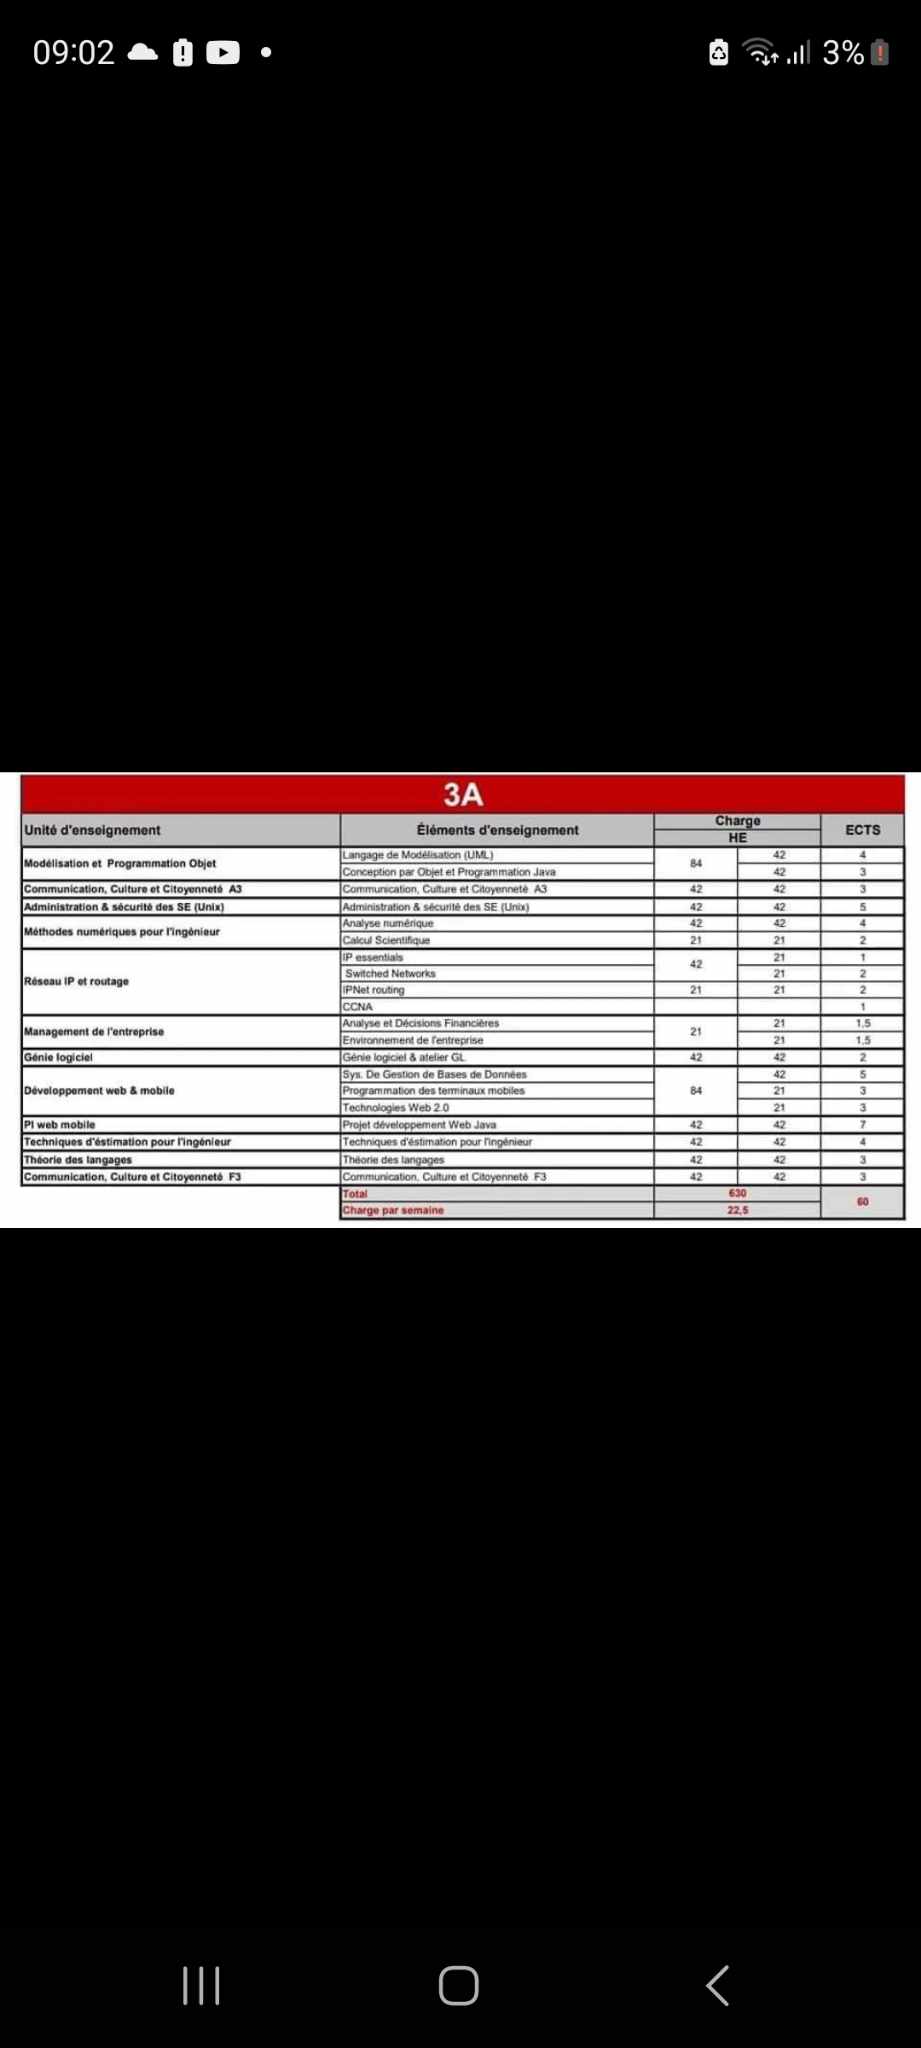 09:02 3%
3A
Unité d'enseignement Éléments d'enseignement Charge HE ECTS
Modélisation et Programmation Objet Langage de Modélisation (UML) 84 42 4
Conception par Objet et Programmation Java 42 3
Communication, Culture et Citoyenneté A3 Communication, Culture et Citoyenneté A3 42 42 3
Administration & sécurité des SE (Unix) Administration & sécurité des SE (Unix) 42 42 5
Méthodes numériques pour l'ingénieur Analyse numérique 42 42 4
Calcul Scientifique 21 21 2
Réseau IP et routage IP essentials 42 21 1
Switched Networks 21 2
IPNet routing 21 21 2
CCNA 1
Management de l'entreprise Analyse et Décisions Financières 21 21 1,5
Environnement de l'entreprise 21 1,5
Génie logiciel Génie logiciel & atelier GL 42 42 2
Développement web & mobile Sys. De Gestion de Bases de Données 84 42 5
Programmation des terminaux mobiles 21 3
Technologies Web 2.0 21 3
PI web mobile Projet développement Web Java 42 42 7
Techniques d'éstimation pour l'ingénieur Techniques d'éstimation pour l'ingénieur 42 42 4
Théorie des langages Théorie des langages 42 42 3
Communication, Culture et Citoyenneté F3 Communication, Culture et Citoyenneté F3 42 42 3
Total 630 60
Charge par semaine 22,5